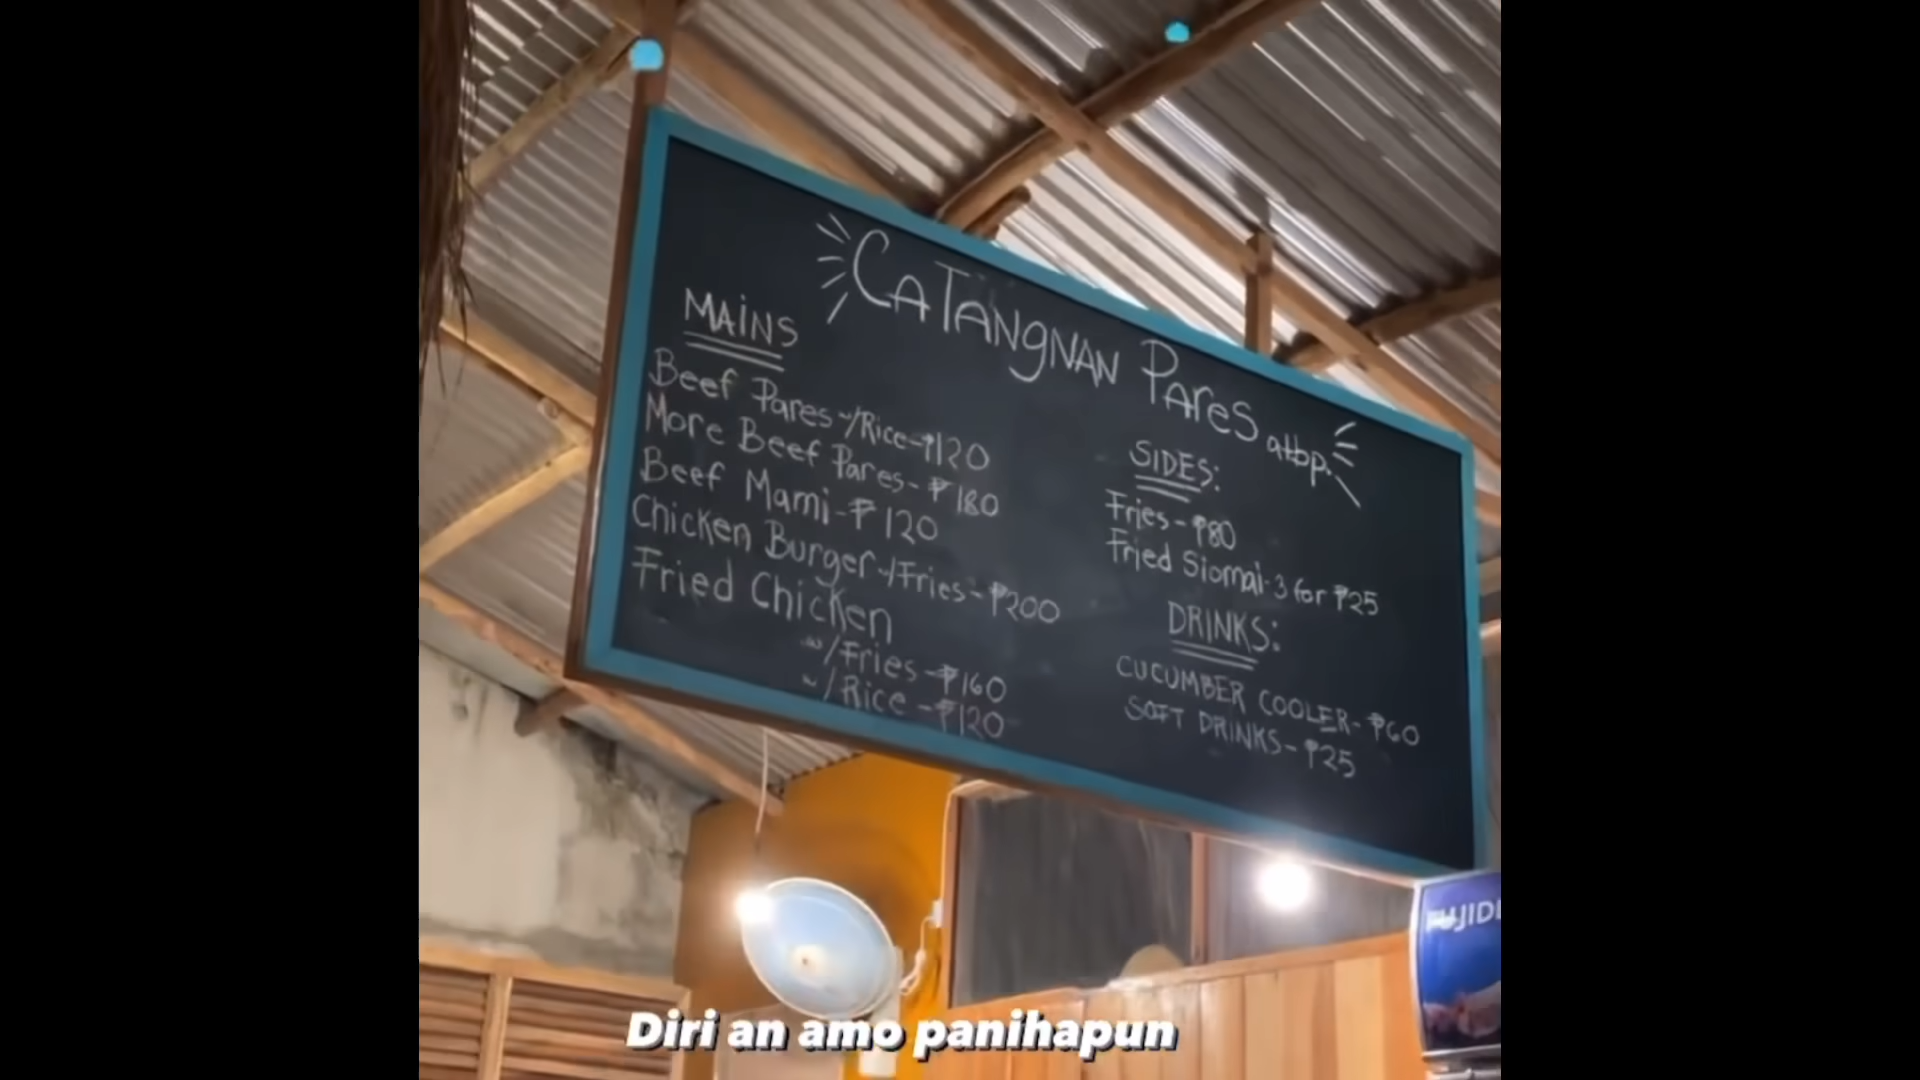 CATANGNAN PAres atbp.
MAiNS
Beef Pares w/Rice-₱120
More Beef Pares-₱180
Beef Mami-₱120
Chicken Burger w/Fries-₱200
Fried Chicken
w/Fries-₱160
w/Rice-₱120
SIDES:
Fries-₱80
Fried Siomai-3 for ₱25
DRINKS:
CUCUMBER COOLER-₱60
SOFT DRINKS-₱25
Diri an amo panihapun